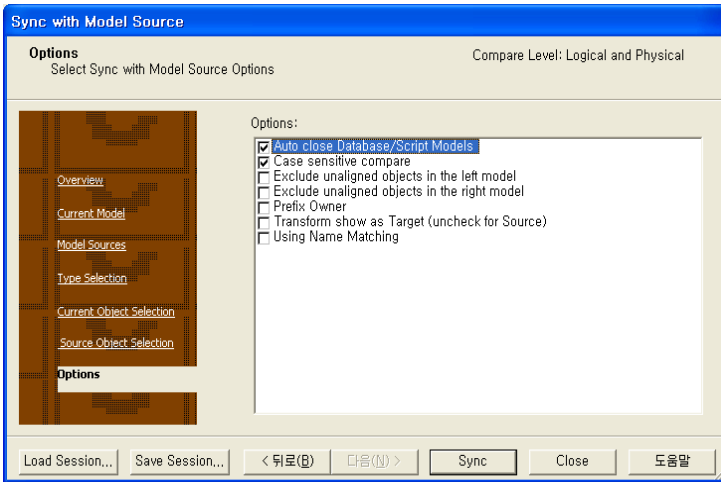 Sync with Model Source
Options
Select Sync with Model Source Options
Compare Level: Logical and Physical
Options:
Auto close Database/Script Models
Case sensitive compare
Exclude unaligned objects in the left model
Exclude unaligned objects in the right model
Prefix Owner
Transform show as Target (uncheck for Source)
Using Name Matching
Overview
Current Model
Model Sources
Type Selection
Current Object Selection
Source Object Selection
Options
Load Session,,,
Save Session,,,
< 뒤로(B)
다음(N) >
Sync
Close
도움말